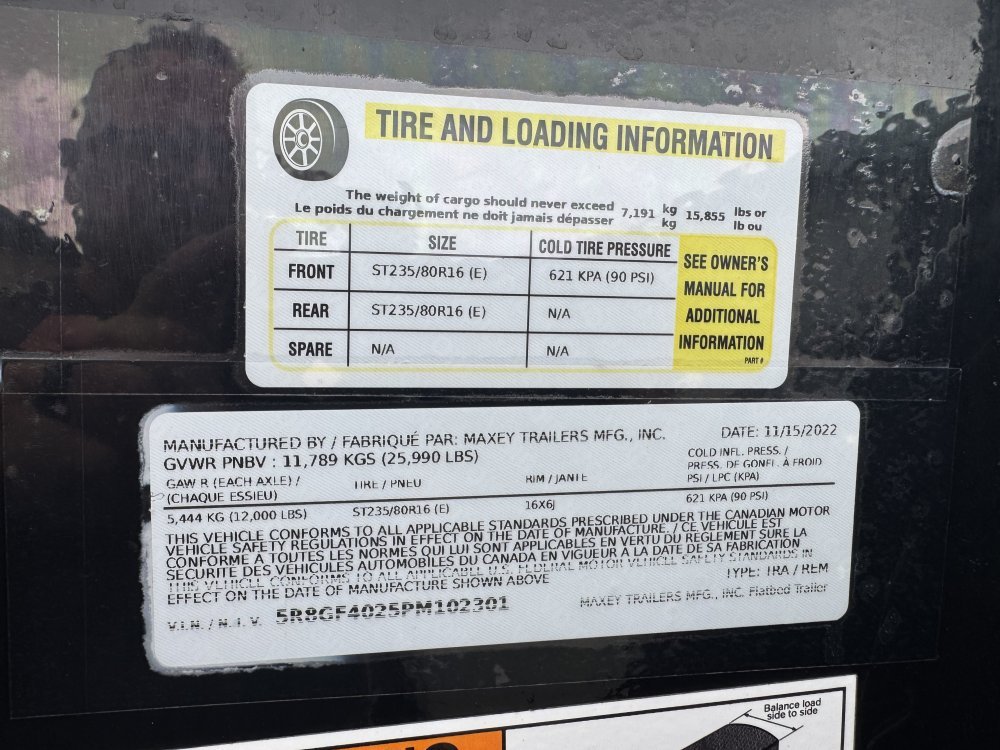 TIRE AND LOADING INFORMATION
The weight of cargo should never exceed 7,191 kg 15,855 lbs or
Le poids du chargement ne doit jamais dépasser kg lb ou
TIRE SIZE COLD TIRE PRESSURE
FRONT ST235/80R16 (E) 621 KPA (90 PSI)
REAR ST235/80R16 (E) N/A
SPARE N/A N/A
SEE OWNER'S
MANUAL FOR
ADDITIONAL
INFORMATION
PART #
MANUFACTURED BY / FABRIQUÉ PAR: MAXEY TRAILERS MFG., INC. DATE: 11/15/2022
GVWR PNBV : 11,789 KGS (25,990 LBS)
GAW R (EACH AXLE) / TIRE / PNEU RIM / JANTE COLD INFL. PRESS. /
(CHAQUE ESSIEU) PRESS. DE GONFL. À FROID
PSI / LPC (KPA)
5,444 KG (12,000 LBS) ST235/80R16 (E) 16X6J 621 KPA (90 PSI)
THIS VEHICLE CONFORMS TO ALL APPLICABLE STANDARDS PRESCRIBED UNDER THE CANADIAN MOTOR
VEHICLE SAFETY REGULATIONS IN EFFECT ON THE DATE OF MANUFACTURE. / CE VEHICULE EST
CONFORME A TOUTES LES NORMES QUI LUI SONT APPLICABLES EN VERTU DU REGLEMENT SURE LA
SECURITE DES VEHICULES AUTOMOBILES DU CANADA EN VIGUEUR A LA DATE DE SA FABRICATION
THIS VEHICLE CONFORMS TO ALL APPLICABLE U.S. FEDERAL MOTOR VEHICLE SAFETY STANDARDS IN
EFFECT ON THE DATE OF MANUFACTURE SHOWN ABOVE TYPE: TRA / REM
V.I.N. / N.I.V. 5R8GF4025PM102301 MAXEY TRAILERS MFG., INC. Flatbed Trailer
Balance load
side to side